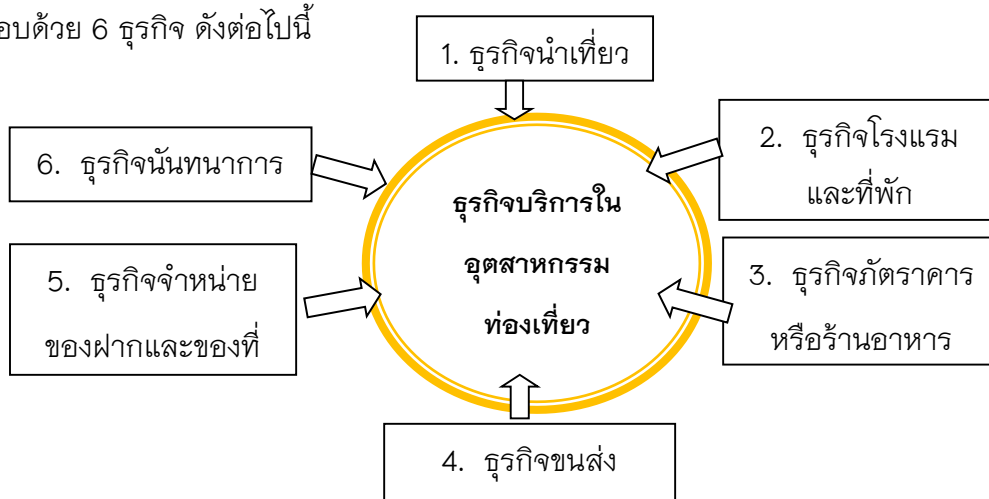 อบด้วย 6 ธุรกิจ ดังต่อไปนี้
1. ธุรกิจนำเที่ยว
2. ธุรกิจโรงแรม
และที่พัก
3. ธุรกิจภัตราคาร
หรือร้านอาหาร
4. ธุรกิจขนส่ง
5. ธุรกิจจำหน่าย
ของฝากและของที่
6. ธุรกิจนันทนาการ
ธุรกิจบริการใน
อุตสาหกรรม
ท่องเที่ยว